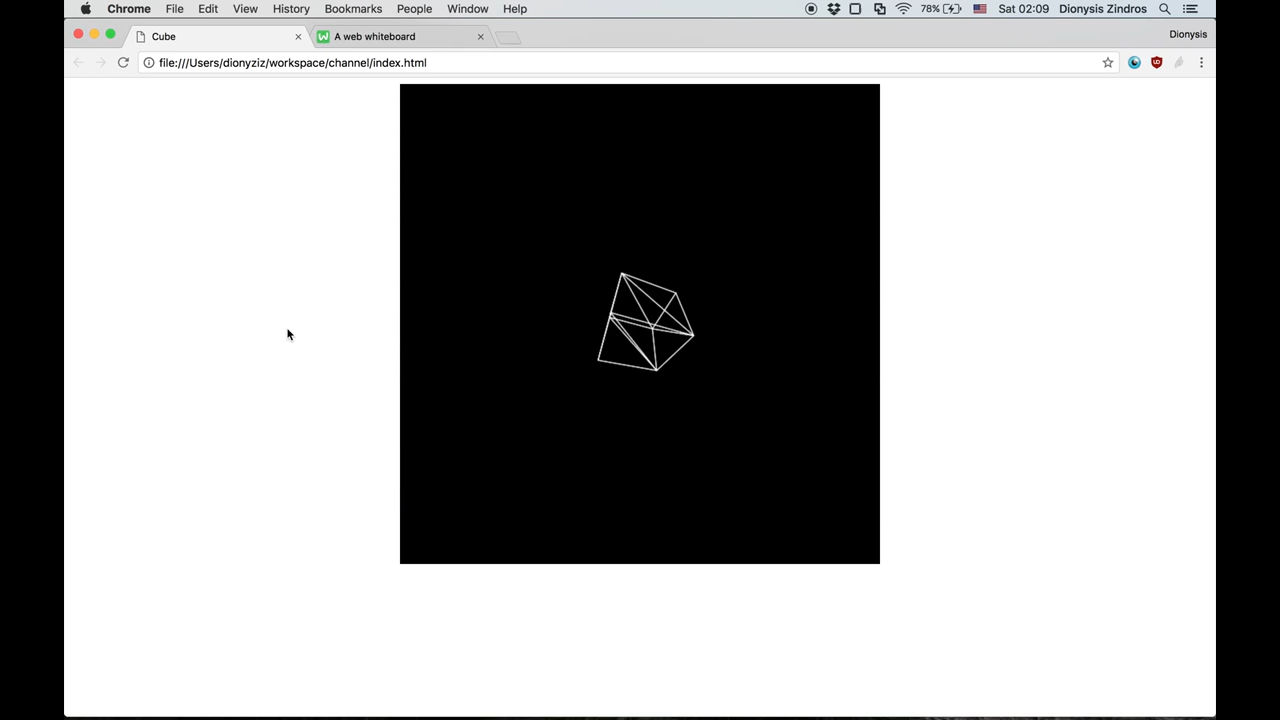 Chrome File Edit View History Bookmarks People Window Help 78% Sat 02:09 Dionysis Zindros
Cube A web whiteboard Dionysis
file:///Users/dionyziz/workspace/channel/index.html